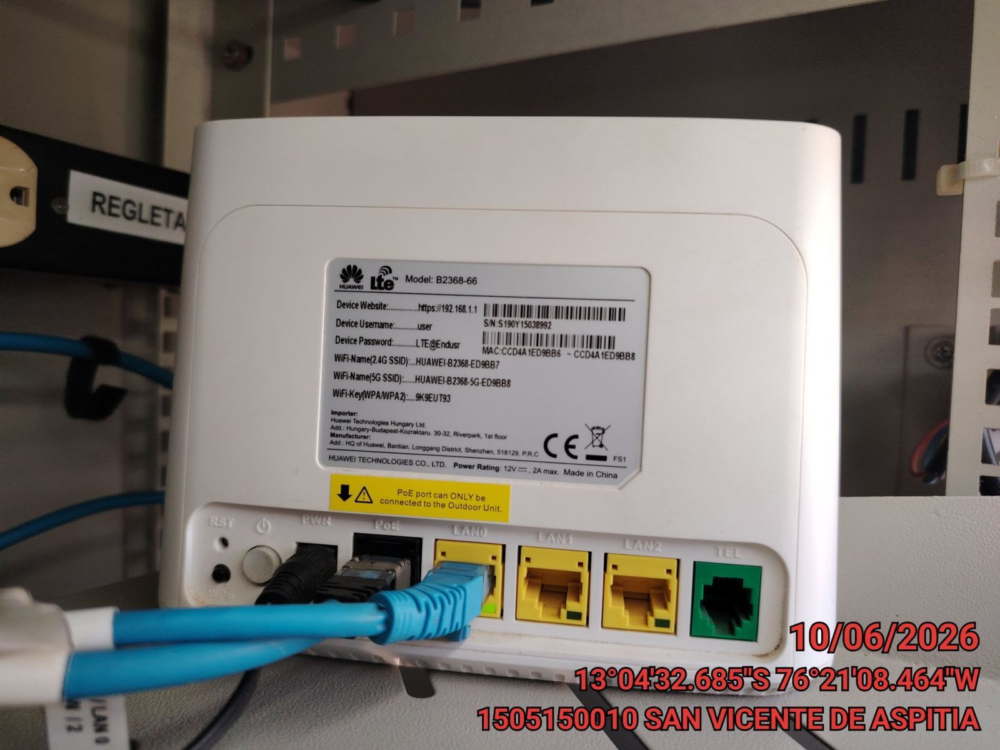 REGLETA
HUAWEI
Lte™ Model: B2368-66
Device Website:................https://192.168.1.1
S/N:S190Y15038992
Device Username:............user
Device Password:............LTE@Endusr
MAC:CCD4A1ED9BB6 ~ CCD4A1ED9BB8
WiFi-Name(2.4G SSID):...HUAWEI-B2368-ED9BB7
WiFi-Name(5G SSID):......HUAWEI-B2368-5G-ED9BB8
WiFi-Key(WPA/WPA2):....9K9EUT93
Importer:
Huawei Technologies Hungary Ltd.
Add.: Hungary-Budapest-Kozraktaru. 30-32, Riverpark, 1st floor
Manufacturer:
Add.: HQ of Huawei, Bantian, Longgang District, Shenzhen, 518129, P.R.C
CE
FS1
HUAWEI TECHNOLOGIES CO., LTD. Power Rating: 12V⎓, 2A max. Made in China
PoE port can ONLY be
connected to the Outdoor Unit.
RST
PWR
PoE
LAN0
LAN1
LAN2
TEL
WPS
/LAN 0
N / 2
10/06/2026
13°04'32.685"S 76°21'08.464"W
1505150010 SAN VICENTE DE ASPITIA